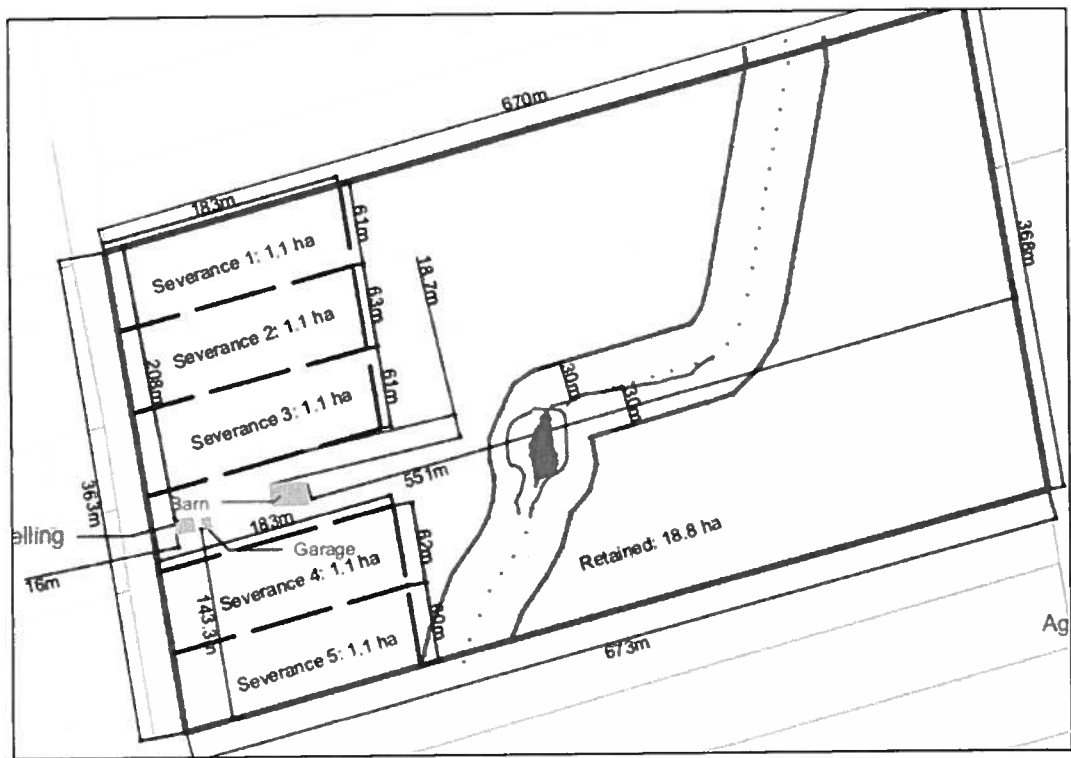 670m
183m
Severance 1: 1.1 ha
61m
Severance 2: 1.1 ha
63m
18.7m
368m
208m
Severance 3: 1.1 ha
61m
30m
30m
551m
363m
Barn
183m
elling
Garage
16m
Severance 4: 1.1 ha
62m
Retained: 18.8 ha
143.3m
Severance 5: 1.1 ha
60m
673m
Ag